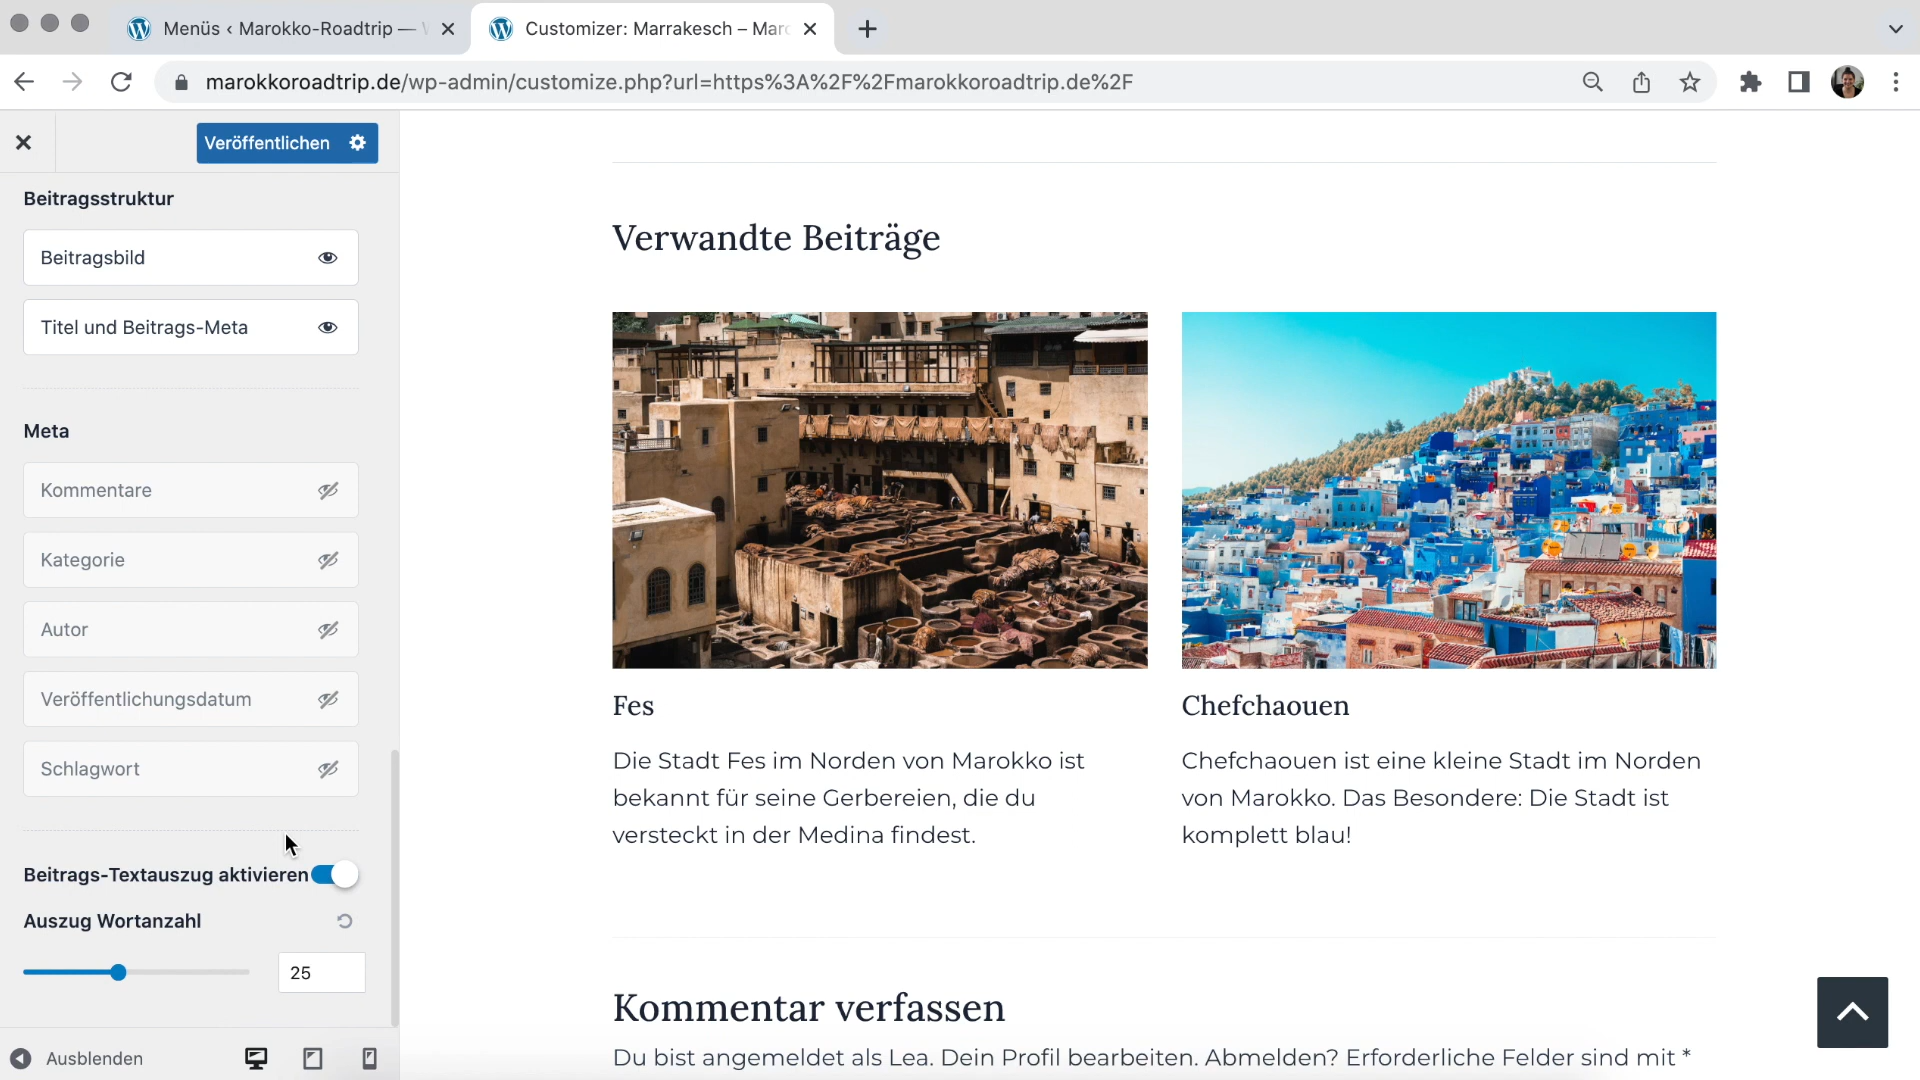 Menüs ‹ Marokko-Roadtrip —
Customizer: Marrakesch – Mar
marokkoroadtrip.de/wp-admin/customize.php?url=https%3A%2F%2Fmarokkoroadtrip.de%2F
Veröffentlichen
Beitragsstruktur
Beitragsbild
Titel und Beitrags-Meta
Meta
Kommentare
Kategorie
Autor
Veröffentlichungsdatum
Schlagwort
Beitrags-Textauszug aktivieren
Auszug Wortanzahl
25
Ausblenden
Verwandte Beiträge
Fes
Die Stadt Fes im Norden von Marokko ist
bekannt für seine Gerbereien, die du
versteckt in der Medina findest.
Chefchaouen
Chefchaouen ist eine kleine Stadt im Norden
von Marokko. Das Besondere: Die Stadt ist
komplett blau!
Kommentar verfassen
Du bist angemeldet als Lea. Dein Profil bearbeiten. Abmelden? Erforderliche Felder sind mit *